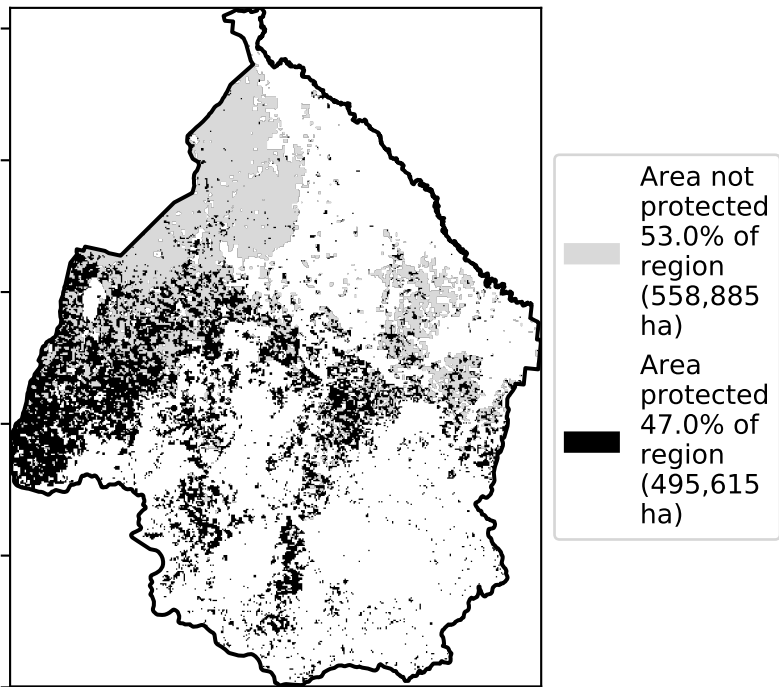 Area not
protected
53.0% of
region
(558,885
ha)
Area
protected
47.0% of
region
(495,615
ha)